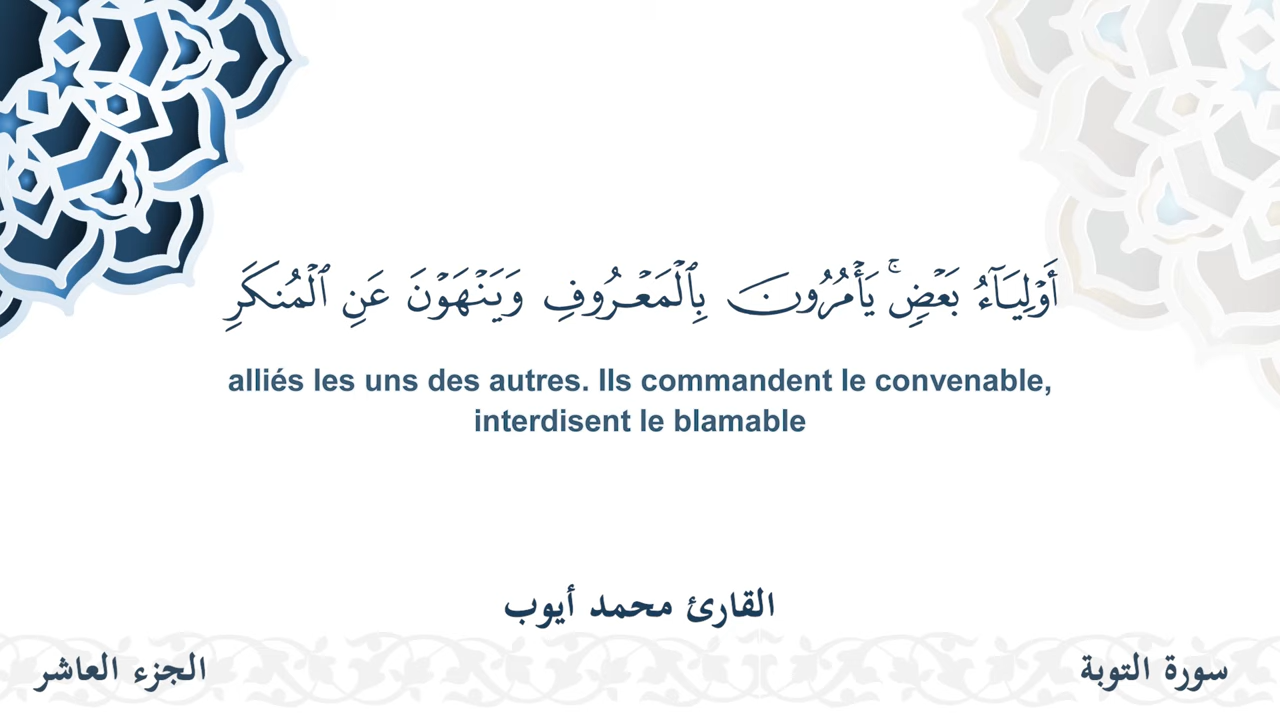 أَوۡلِيَآءُ بَعۡضٖۚ يَأۡمُرُونَ بِٱلۡمَعۡرُوفِ وَيَنۡهَوۡنَ عَنِ ٱلۡمُنكَرِ
alliés les uns des autres. Ils commandent le convenable,
interdisent le blamable
القارئ محمد أيوب
سورة التوبة
الجزء العاشر